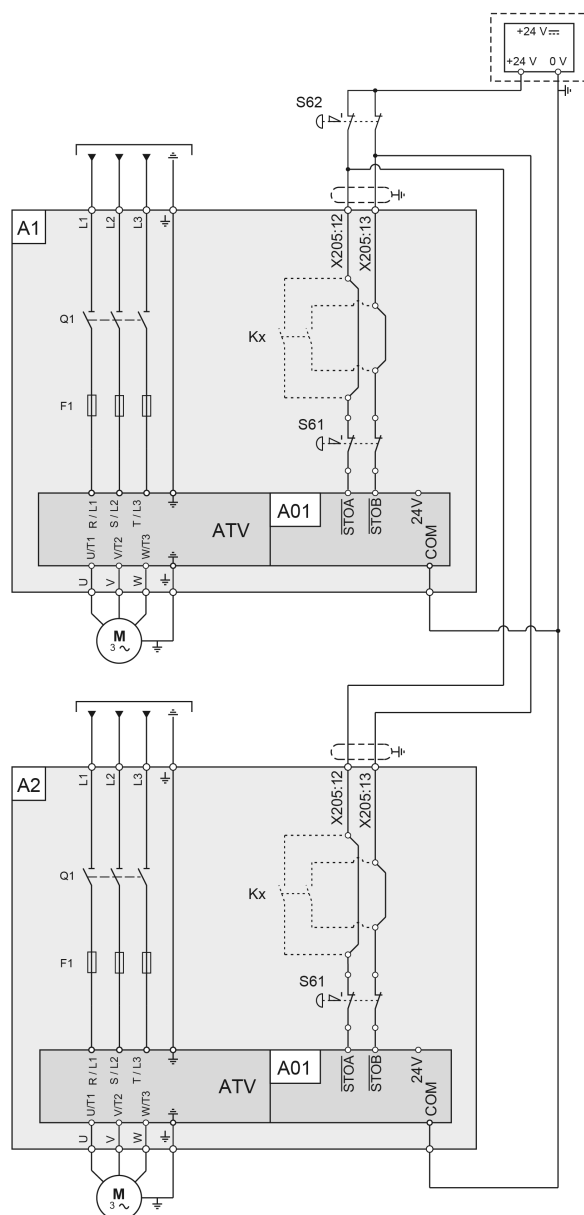 +24 V
+24 V 0 V
S62
A1
L1 L2 L3
X205:12 X205:13
Q1
Kx
F1
S61
R / L1 S / L2 T / L3
ATV
A01
STOA STOB 24V
COM
U/T1 V/T2 W/T3
U V W
M
3 ~
A2
L1 L2 L3
X205:12 X205:13
Q1
Kx
F1
S61
R / L1 S / L2 T / L3
ATV
A01
STOA STOB 24V
COM
U/T1 V/T2 W/T3
U V W
M
3 ~